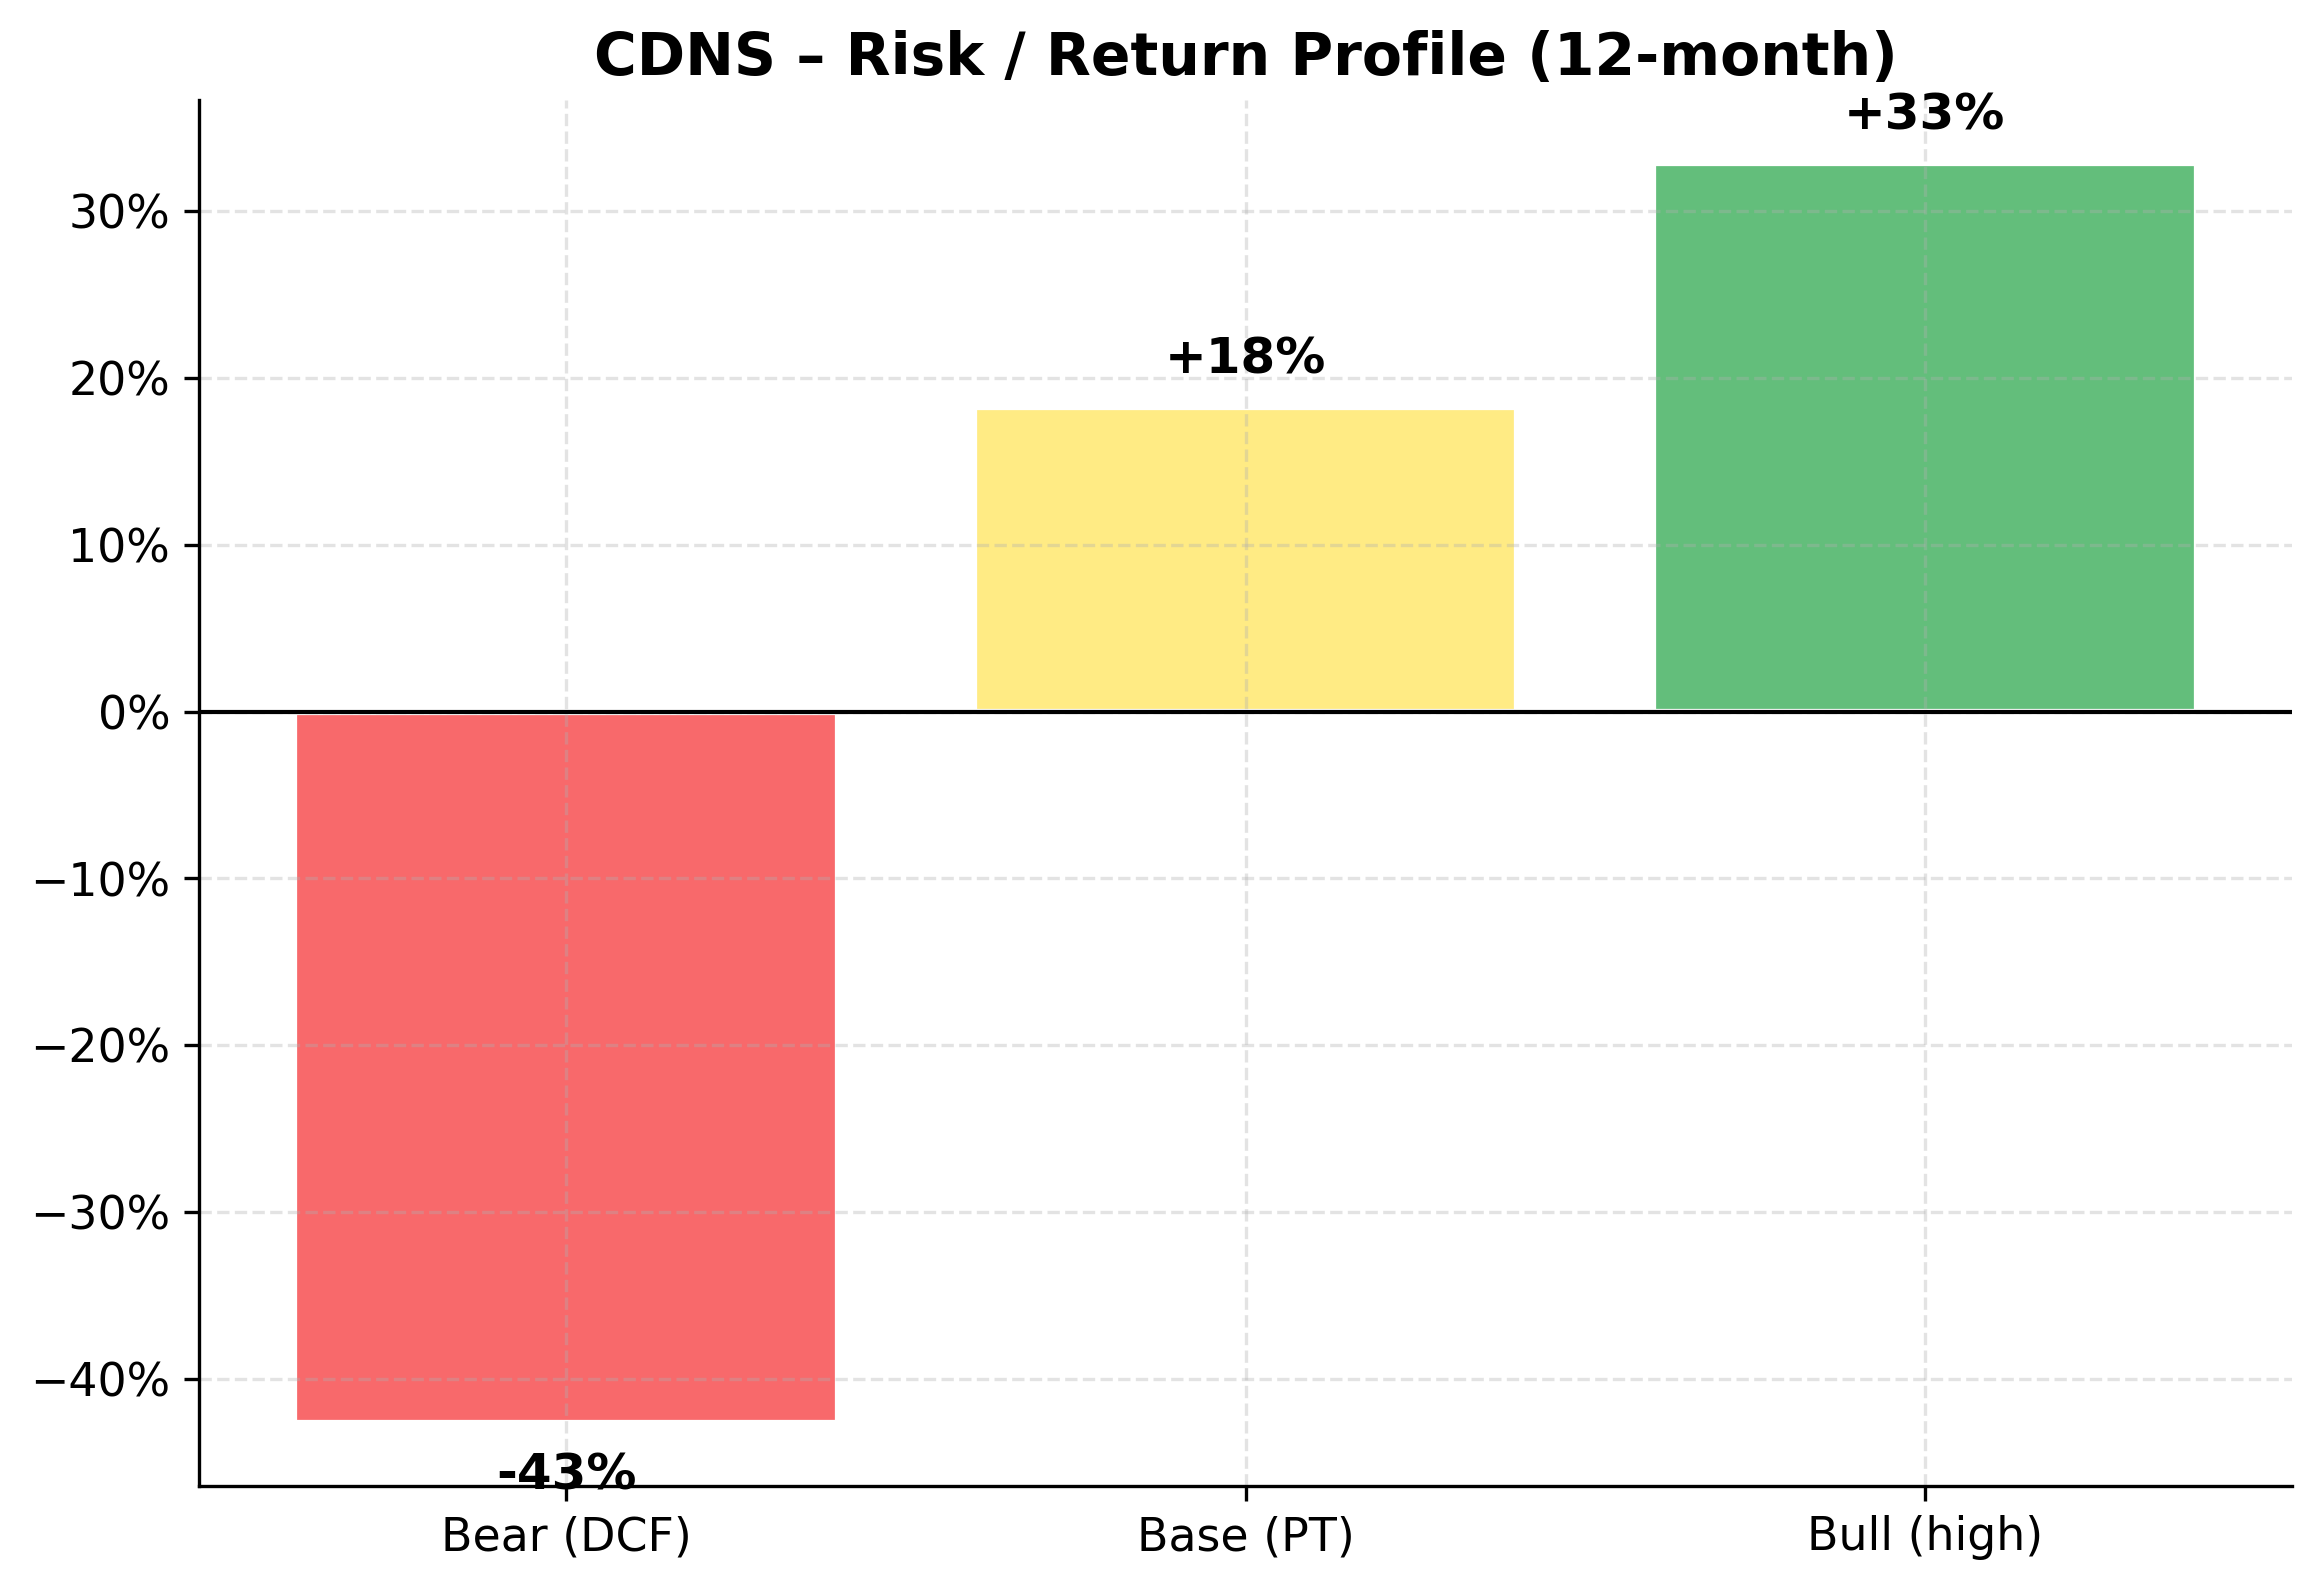 CDNS – Risk / Return Profile (12-month)
+33%
30%
+18%
20%
10%
0%
−10%
−20%
−30%
−40%
-43%
Bear (DCF)
Base (PT)
Bull (high)